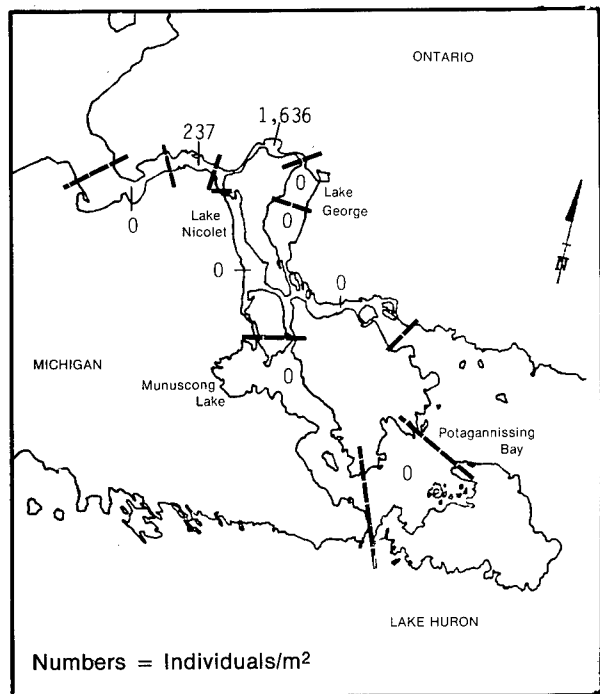 ONTARIO
1,636
237
0
Lake
George
0
0
Lake
Nicolet
0
0
N
MICHIGAN
0
Munuscong
Lake
Potagannissing
Bay
0
LAKE HURON
Numbers = Individuals/m²